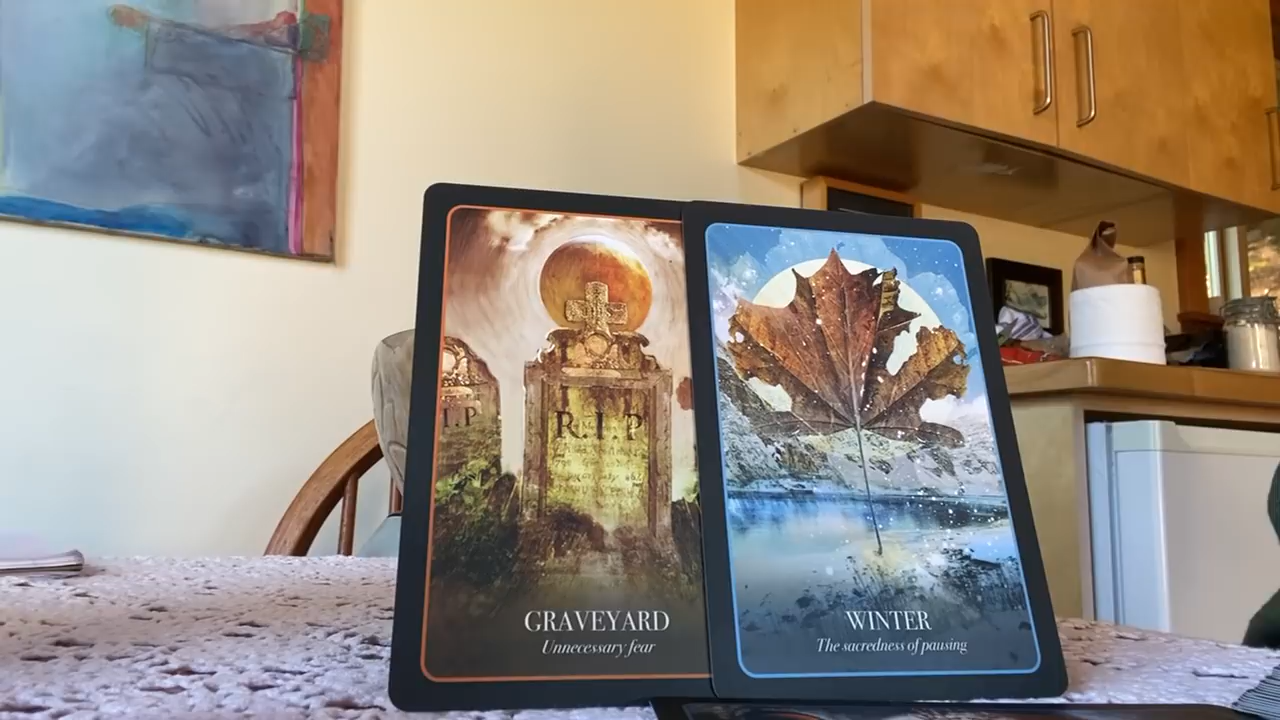 I.P
R.I.P
GRAVEYARD
Unnecessary fear
WINTER
The sacredness of pausing